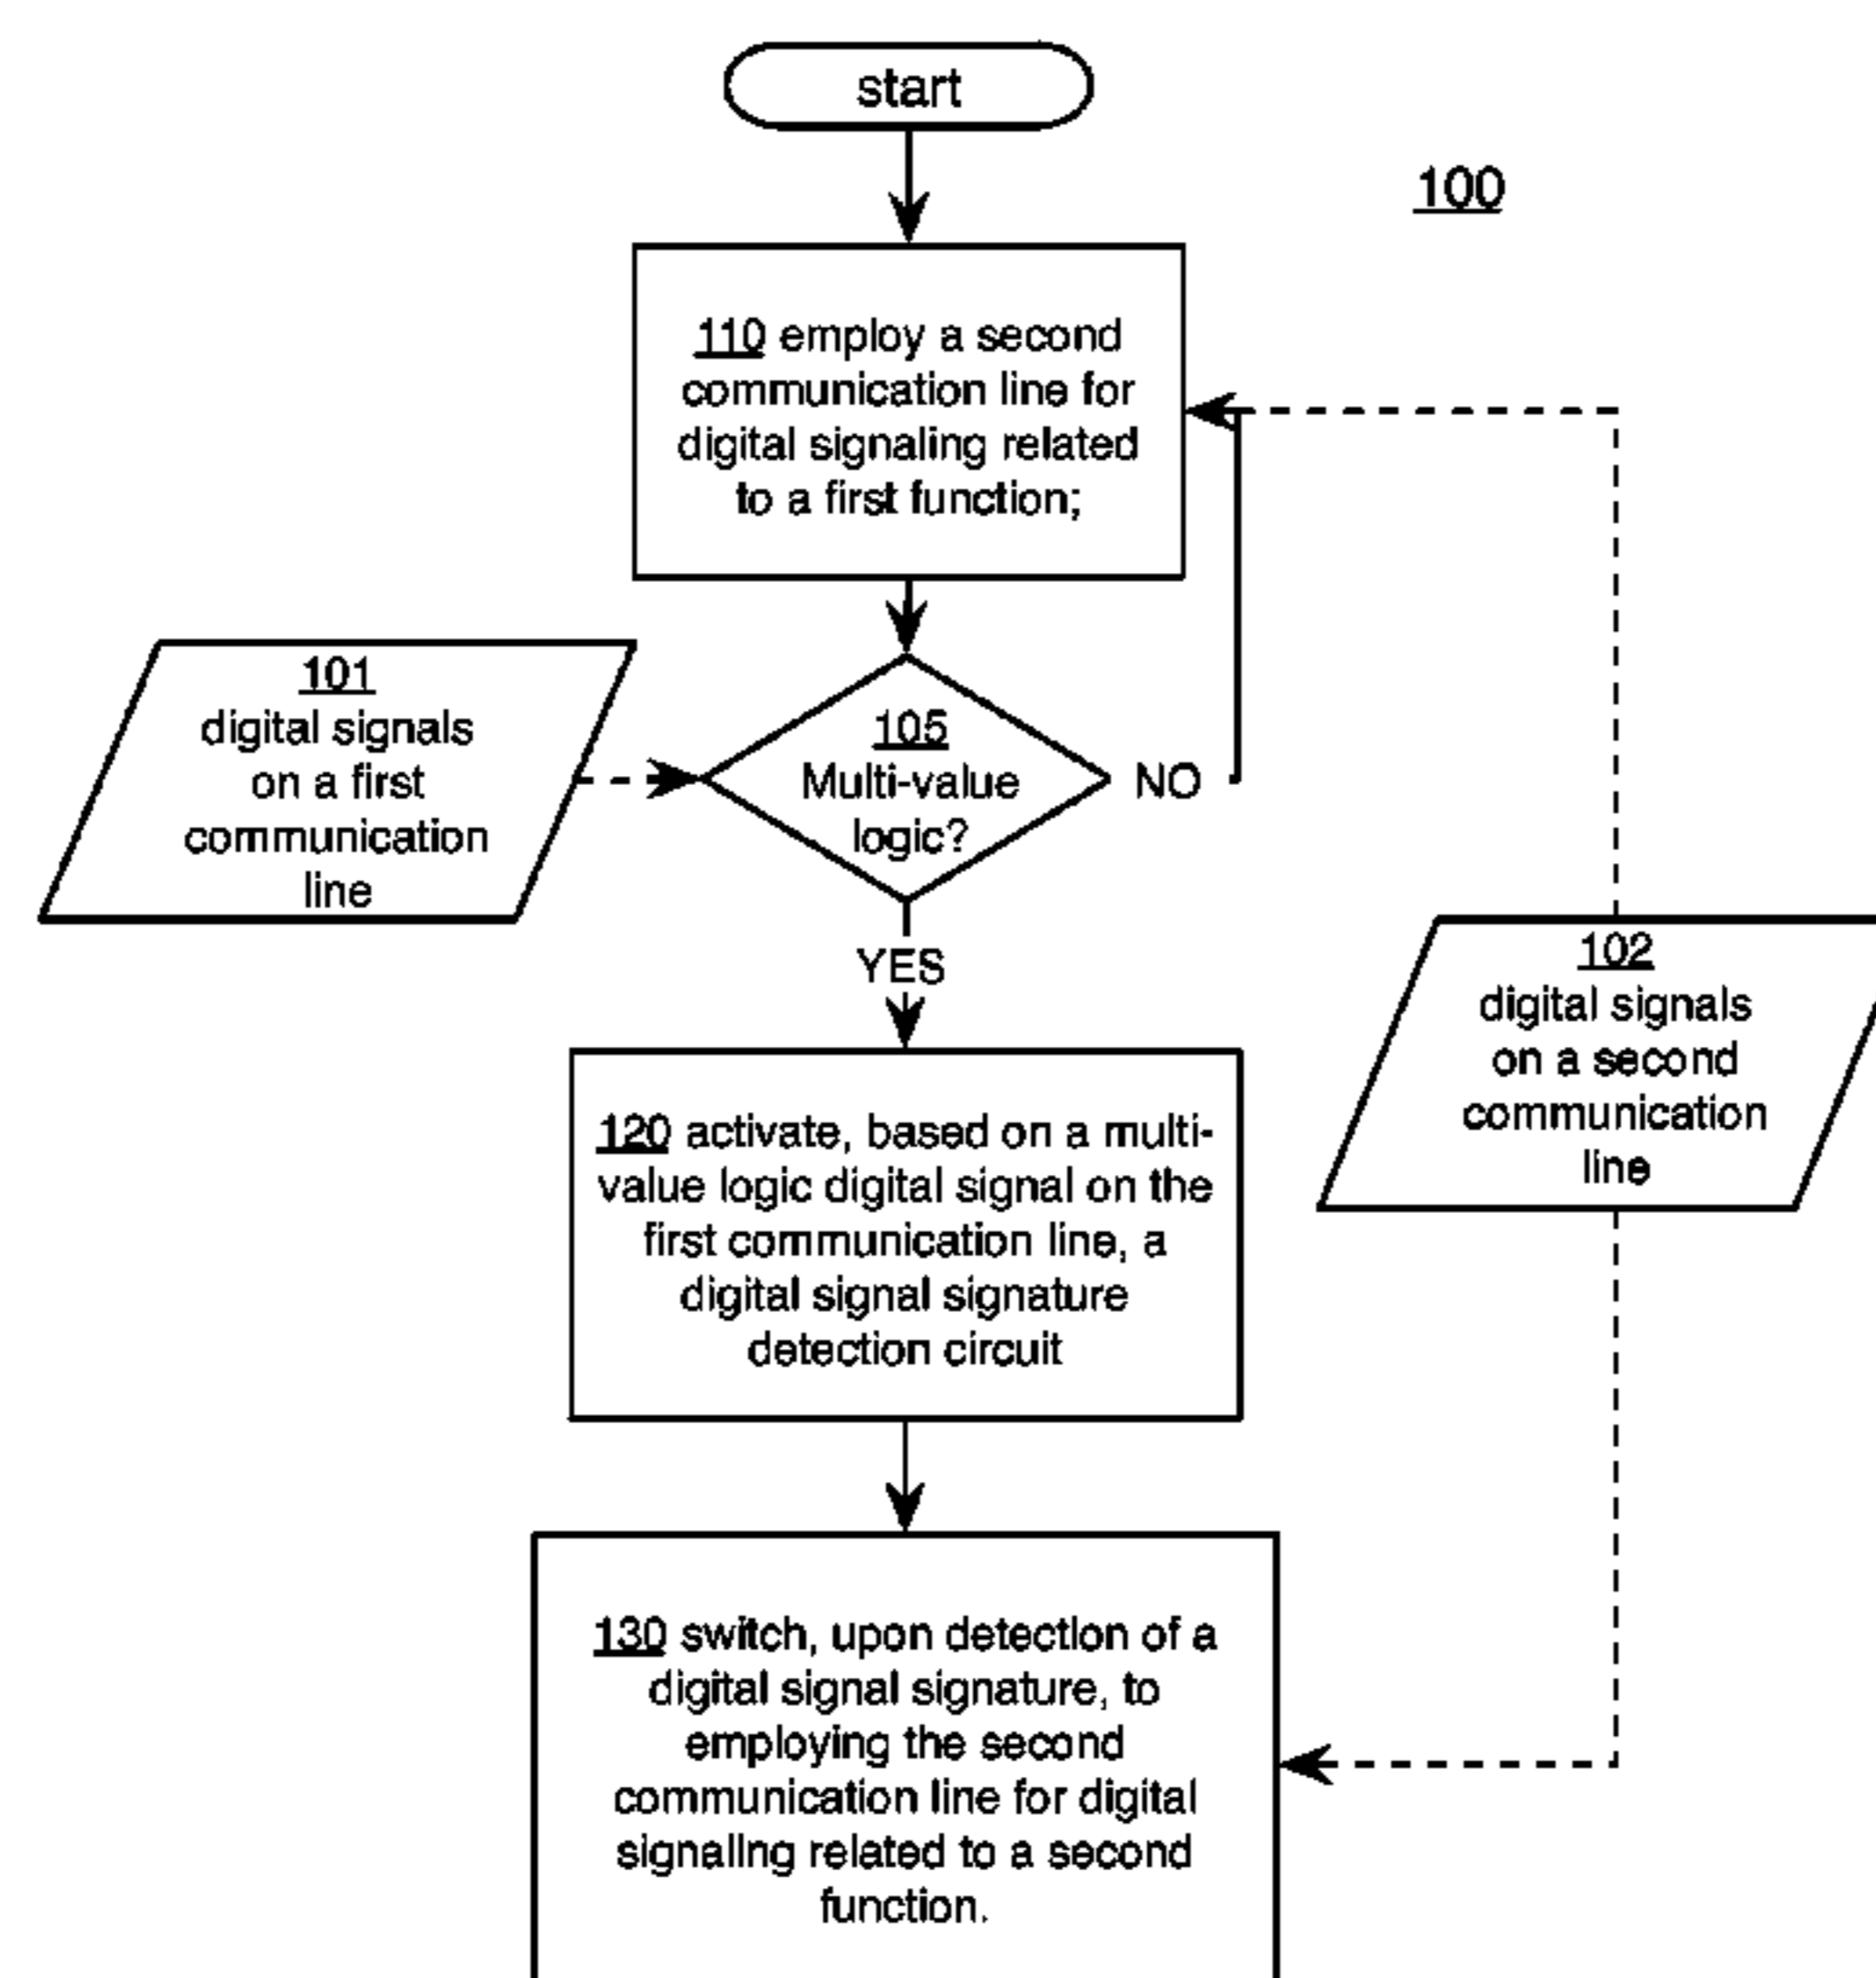 start
100
110 employ a second
communication line for
digital signaling related
to a first function;
101
digital signals
on a first
communication
line
105
Multi-value
logic?
NO
YES
102
digital signals
on a second
communication
line
120 activate, based on a multi-
value logic digital signal on the
first communication line, a
digital signal signature
detection circuit
130 switch, upon detection of a
digital signal signature, to
employing the second
communication line for digital
signaling related to a second
function.